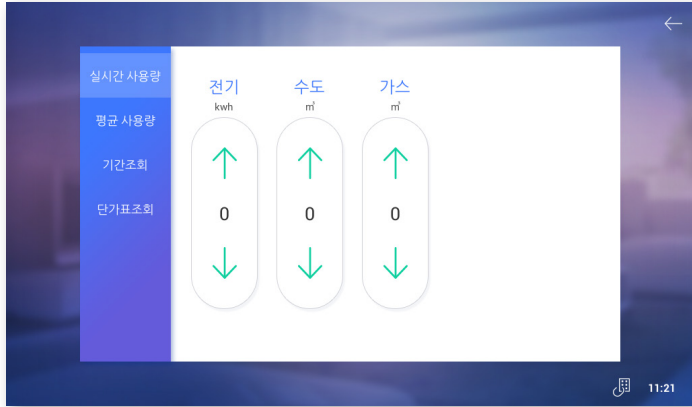 실시간 사용량
평균 사용량
기간조회
단가표조회
전기
kwh
0
수도
㎥
0
가스
㎥
0
11:21